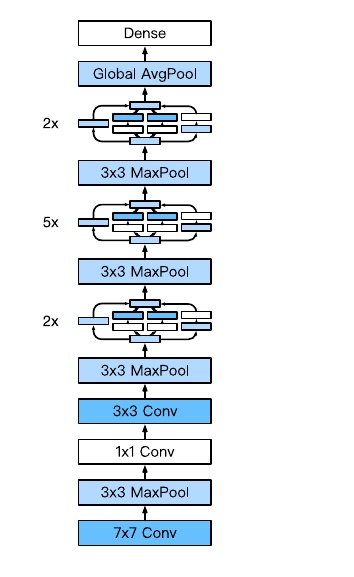 Dense
Global AvgPool
2x
3x3 MaxPool
5x
3x3 MaxPool
2x
3x3 MaxPool
3x3 Conv
1x1 Conv
3x3 MaxPool
7x7 Conv